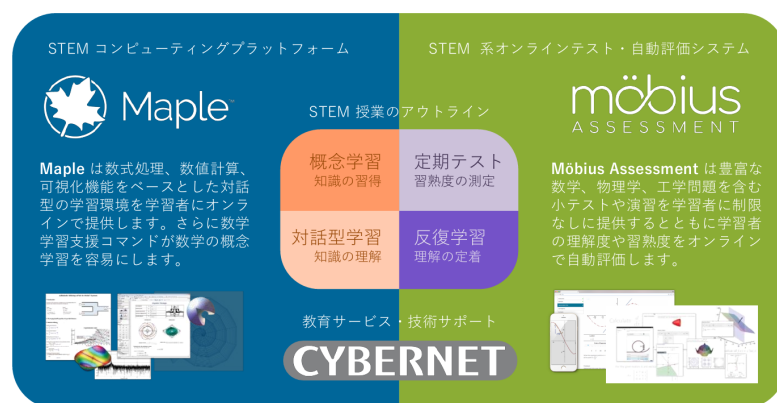 STEM コンピューティングプラットフォーム
STEM 系オンラインテスト・自動評価システム
Maple™
möbius
ASSESSMENT
STEM 授業のアウトライン
概念学習
知識の習得
定期テスト
習熟度の測定
対話型学習
知識の理解
反復学習
理解の定着
Maple は数式処理、数値計算、
可視化機能をベースとした対話
型の学習環境を学習者にオンラ
インで提供します。さらに数学
学習支援コマンドが数学の概念
学習を容易にします。
Möbius Assessment は豊富な
数学、物理学、工学問題を含む
小テストや演習を学習者に制限
なしに提供するとともに学習者
の理解度や習熟度をオンライン
で自動評価します。
教育サービス・技術サポート
CYBERNET